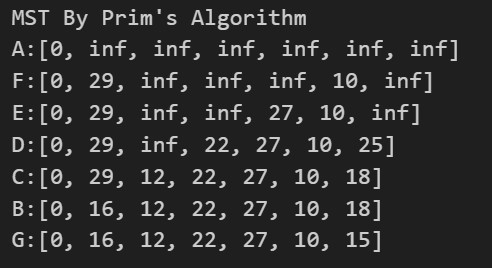 MST By Prim's Algorithm
A:[0, inf, inf, inf, inf, inf, inf]
F:[0, 29, inf, inf, inf, 10, inf]
E:[0, 29, inf, inf, 27, 10, inf]
D:[0, 29, inf, 22, 27, 10, 25]
C:[0, 29, 12, 22, 27, 10, 18]
B:[0, 16, 12, 22, 27, 10, 18]
G:[0, 16, 12, 22, 27, 10, 15]